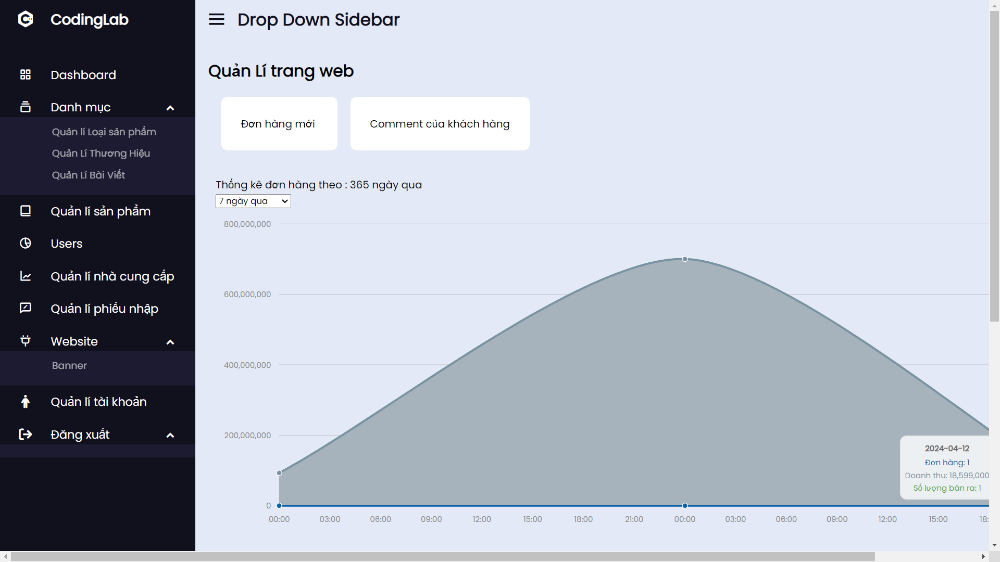 CodingLab
Dashboard
Danh mục
Quản lí Loại sản phẩm
Quản Lí Thương Hiệu
Quản Lí Bài Viết
Quản lí sản phẩm
Users
Quản lí nhà cung cấp
Quản lí phiếu nhập
Website
Banner
Quản lí tài khoản
Đăng xuất
Drop Down Sidebar
Quản Lí trang web
Đơn hàng mới
Comment của khách hàng
Thống kê đơn hàng theo : 365 ngày qua
7 ngày qua
800,000,000
600,000,000
400,000,000
200,000,000
0
2024-04-12
Đơn hàng: 1
Doanh thu: 18,599,000
Số lượng bán ra: 1
00:00 03:00 06:00 09:00 12:00 15:00 18:00 21:00 00:00 03:00 06:00 09:00 12:00 15:00 18: